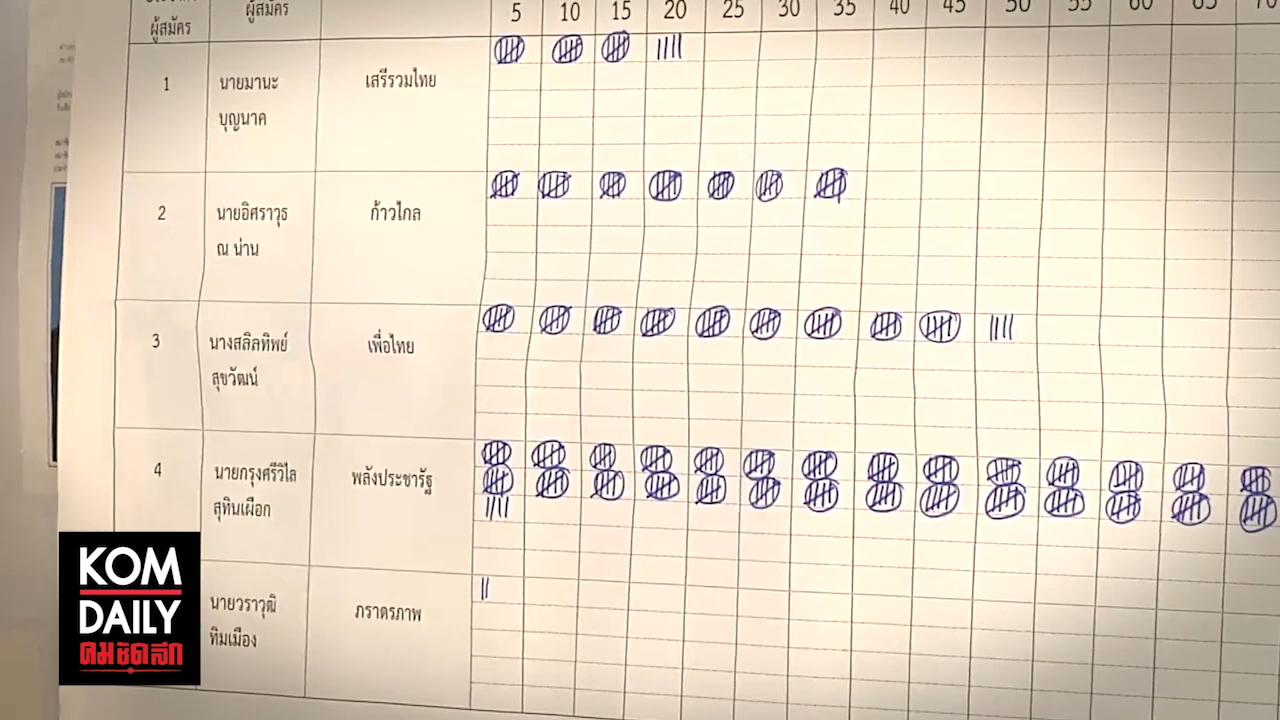 ผู้สมัคร ผู้สมัคร 5 10 15 20 25 30 35 40 45 50 55 60 65 70
1 นายมานะ เสรีรวมไทย
บุญนาค
2 นายอิศราวุธ ก้าวไกล
ณ น่าน
3 นางสลิลทิพย์ เพื่อไทย
สุขวัฒน์
4 นายกรุงศรีวิไล พลังประชารัฐ
สุทินเผือก
นายวราวุฒิ ภราดรภาพ
ทิมเมือง
KOM
DAILY
คมชัดลึก